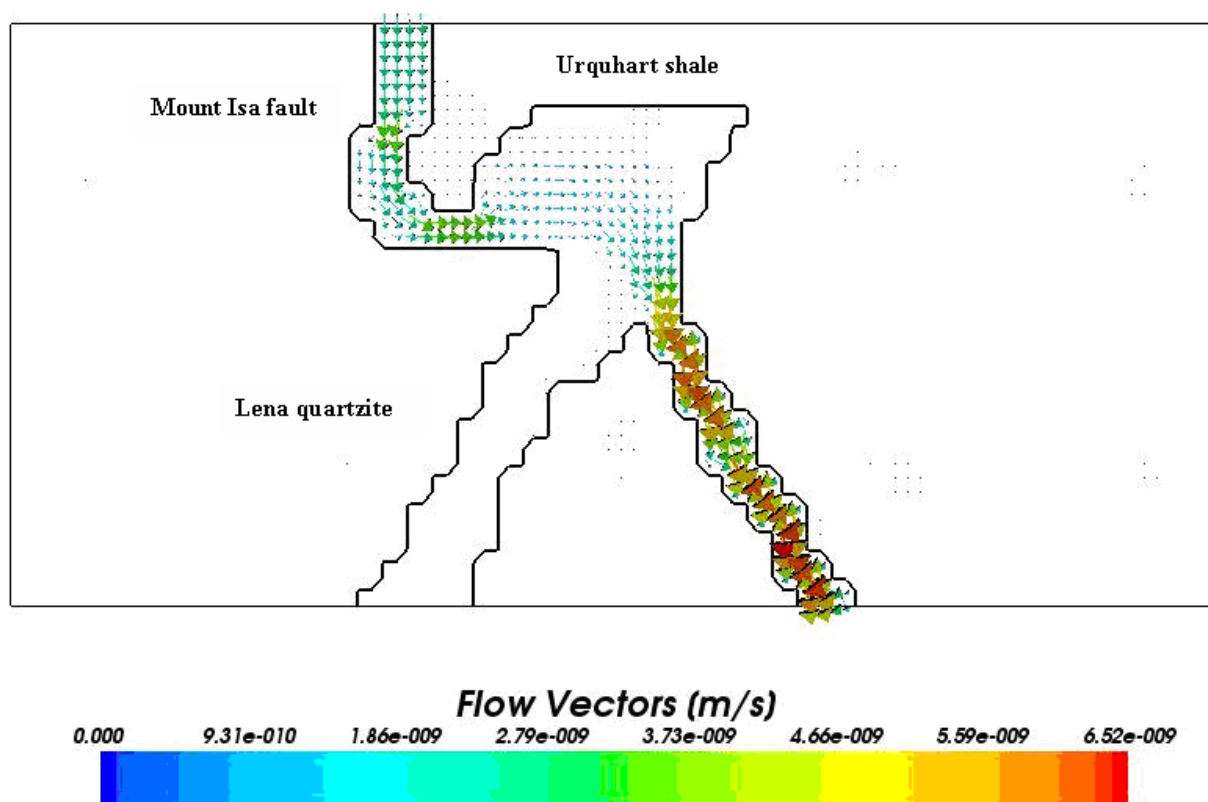 Urquhart shale
Mount Isa fault
Lena quartzite
Flow Vectors (m/s)
0.000 9.31e-010 1.86e-009 2.79e-009 3.73e-009 4.66e-009 5.59e-009 6.52e-009